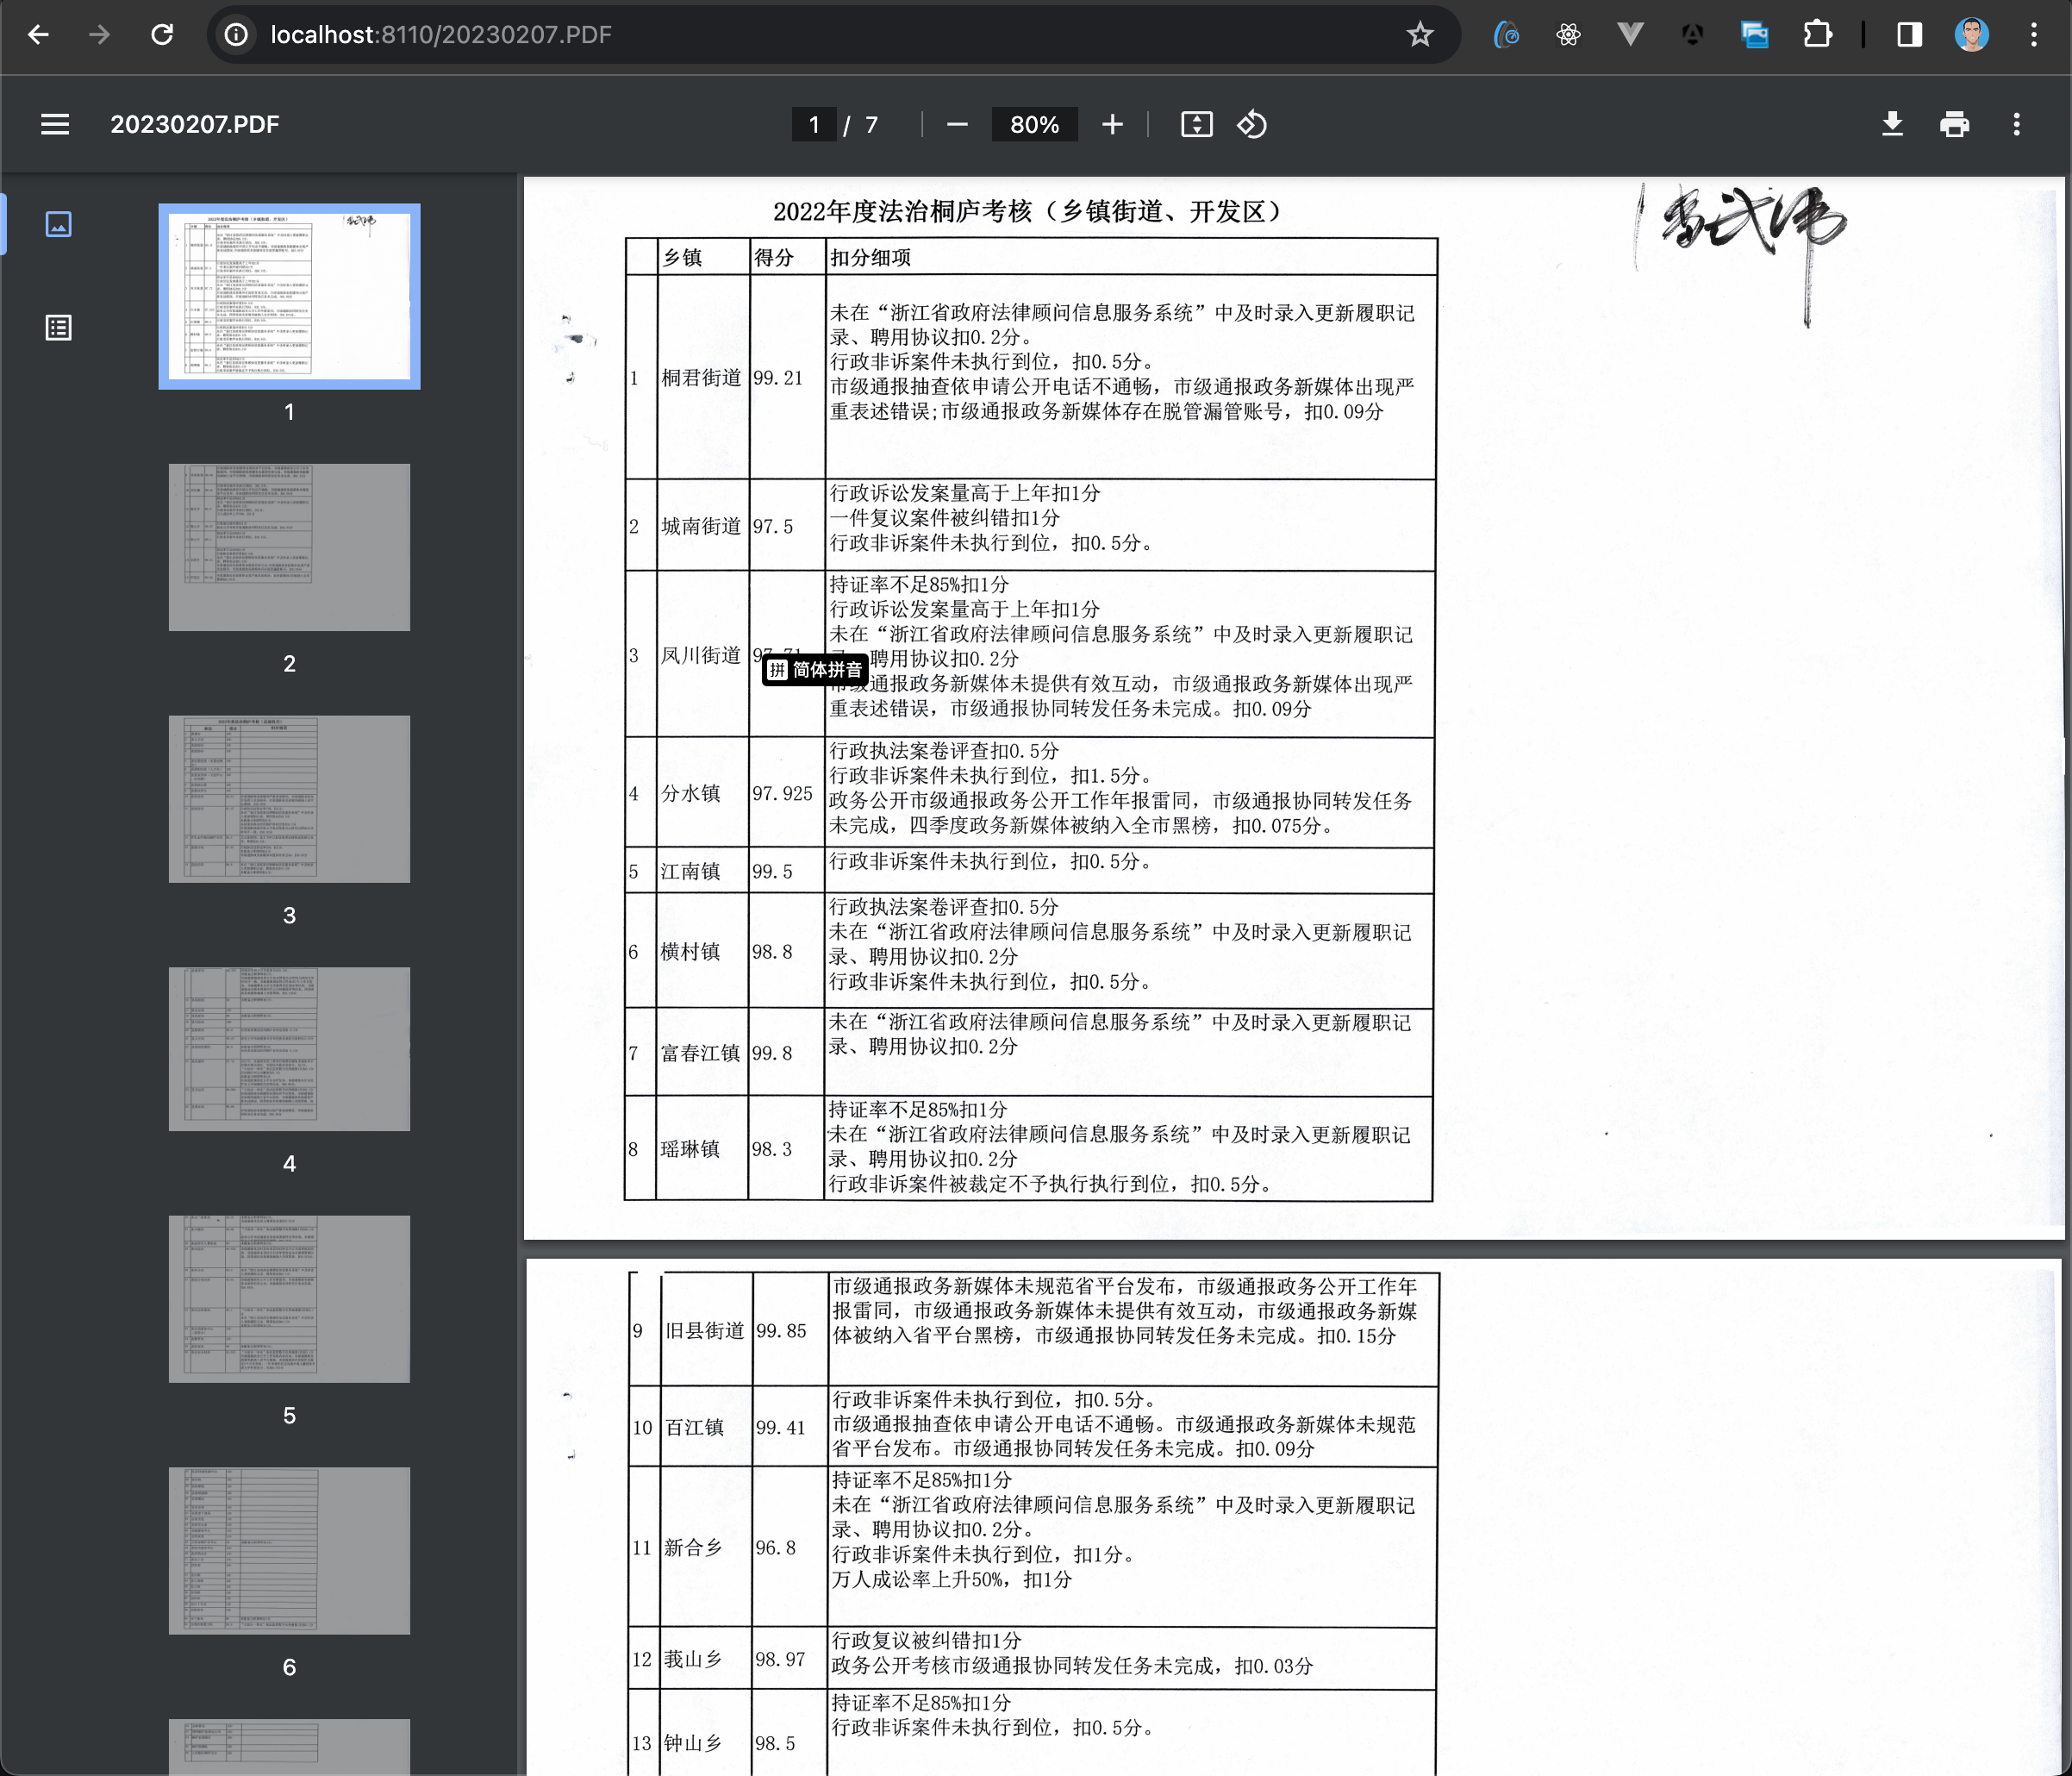 localhost:8110/20230207.PDF
20230207.PDF
1 / 7
80%
1
2
3
4
5
6
2022年度法治桐庐考核（乡镇街道、开发区）
乡镇 得分 扣分细项
1 桐君街道 99.21
未在“浙江省政府法律顾问信息服务系统”中及时录入更新履职记
录、聘用协议扣0.2分。
行政非诉案件未执行到位，扣0.5分。
市级通报抽查依申请公开电话不通畅，市级通报政务新媒体出现严
重表述错误;市级通报政务新媒体存在脱管漏管账号，扣0.09分
2 城南街道 97.5
行政诉讼发案量高于上年扣1分
一件复议案件被纠错扣1分
行政非诉案件未执行到位，扣0.5分。
3 凤川街道
持证率不足85%扣1分
行政诉讼发案量高于上年扣1分
未在“浙江省政府法律顾问信息服务系统”中及时录入更新履职记
、聘用协议扣0.2分
拼 简体拼音
市级通报政务新媒体未提供有效互动，市级通报政务新媒体出现严
重表述错误，市级通报协同转发任务未完成。扣0.09分
4 分水镇 97.925
行政执法案卷评查扣0.5分
行政非诉案件未执行到位，扣1.5分。
政务公开市级通报政务公开工作年报雷同，市级通报协同转发任务
未完成，四季度政务新媒体被纳入全市黑榜，扣0.075分。
5 江南镇 99.5
行政非诉案件未执行到位，扣0.5分。
6 横村镇 98.8
行政执法案卷评查扣0.5分
未在“浙江省政府法律顾问信息服务系统”中及时录入更新履职记
录、聘用协议扣0.2分
行政非诉案件未执行到位，扣0.5分。
7 富春江镇 99.8
未在“浙江省政府法律顾问信息服务系统”中及时录入更新履职记
录、聘用协议扣0.2分
8 瑶琳镇 98.3
持证率不足85%扣1分
未在“浙江省政府法律顾问信息服务系统”中及时录入更新履职记
录、聘用协议扣0.2分
行政非诉案件被裁定不予执行执行到位，扣0.5分。
9 旧县街道 99.85
市级通报政务新媒体未规范省平台发布，市级通报政务公开工作年
报雷同，市级通报政务新媒体未提供有效互动，市级通报政务新媒
体被纳入省平台黑榜，市级通报协同转发任务未完成。扣0.15分
10 百江镇 99.41
行政非诉案件未执行到位，扣0.5分。
市级通报抽查依申请公开电话不通畅。市级通报政务新媒体未规范
省平台发布。市级通报协同转发任务未完成。扣0.09分
11 新合乡 96.8
持证率不足85%扣1分
未在“浙江省政府法律顾问信息服务系统”中及时录入更新履职记
录、聘用协议扣0.2分。
行政非诉案件未执行到位，扣1分。
万人成讼率上升50%，扣1分
12 莪山乡 98.97
行政复议被纠错扣1分
政务公开考核市级通报协同转发任务未完成，扣0.03分
13 钟山乡 98.5
持证率不足85%扣1分
行政非诉案件未执行到位，扣0.5分。